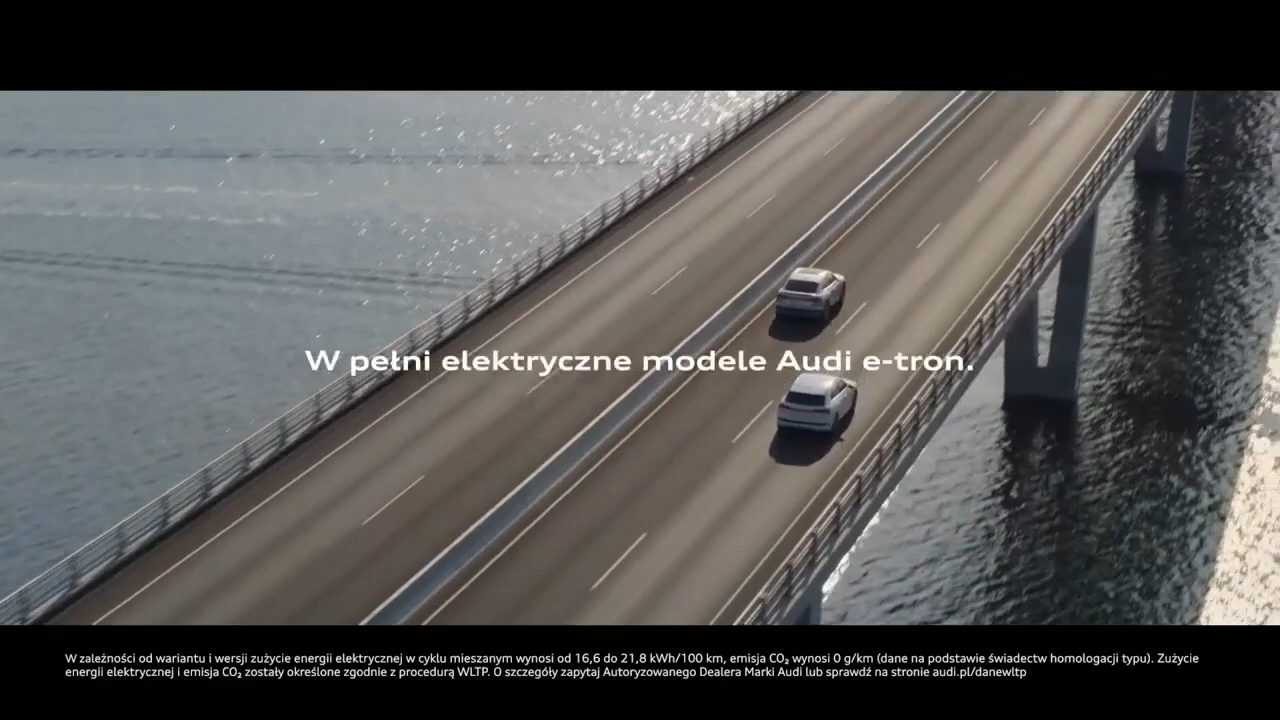 W pełni elektryczne modele Audi e-tron.
W zależności od wariantu i wersji zużycie energii elektrycznej w cyklu mieszanym wynosi od 16,6 do 21,8 kWh/100 km, emisja CO₂ wynosi 0 g/km (dane na podstawie świadectw homologacji typu). Zużycie
energii elektrycznej i emisja CO₂ zostały określone zgodnie z procedurą WLTP. O szczegóły zapytaj Autoryzowanego Dealera Marki Audi lub sprawdź na stronie audi.pl/danewltp